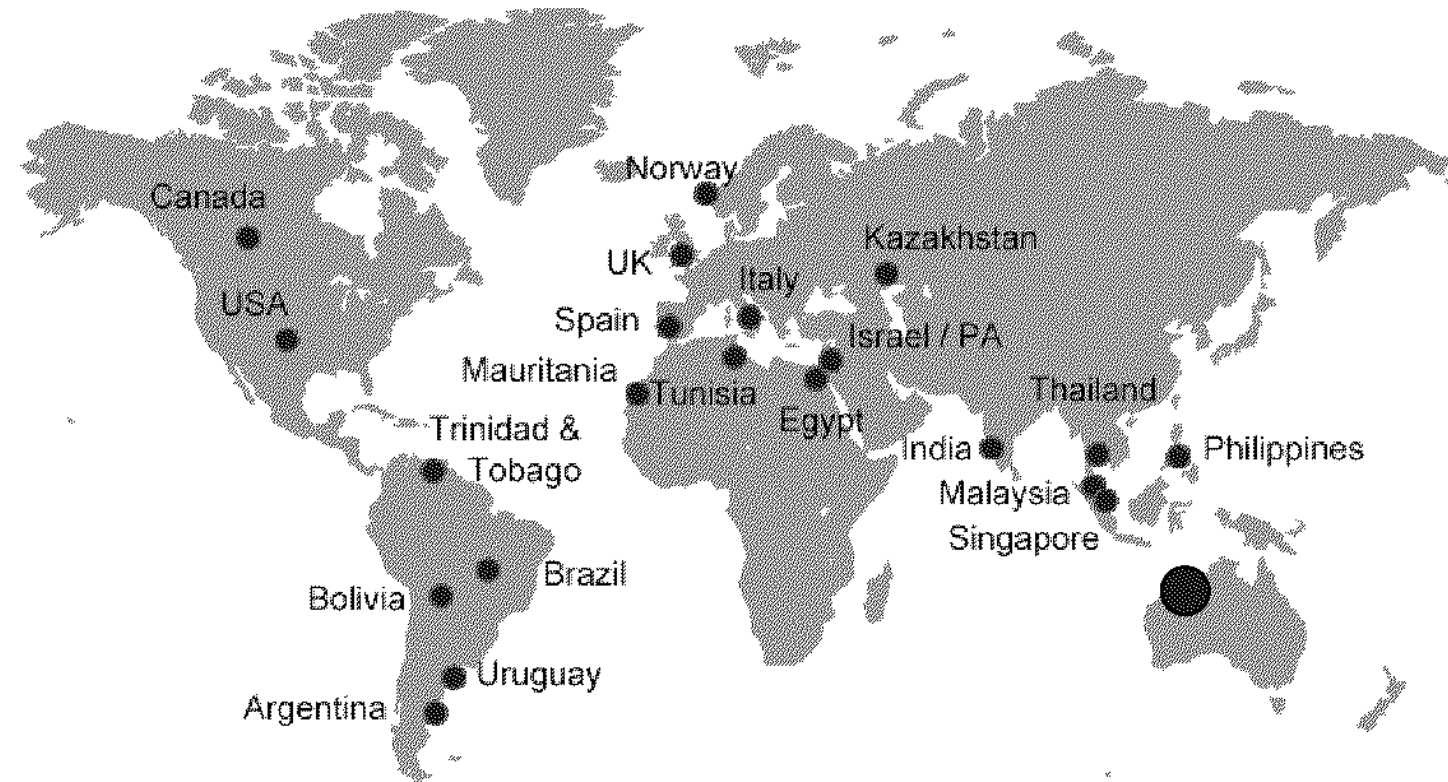 Norway
Canada
Kazakhstan
UK
Italy
USA
Spain
Israel / PA
Mauritania
Tunisia
Thailand
Egypt
Trinidad &
Tobago
India
Philippines
Malaysia
Singapore
Brazil
Bolivia
Uruguay
Argentina